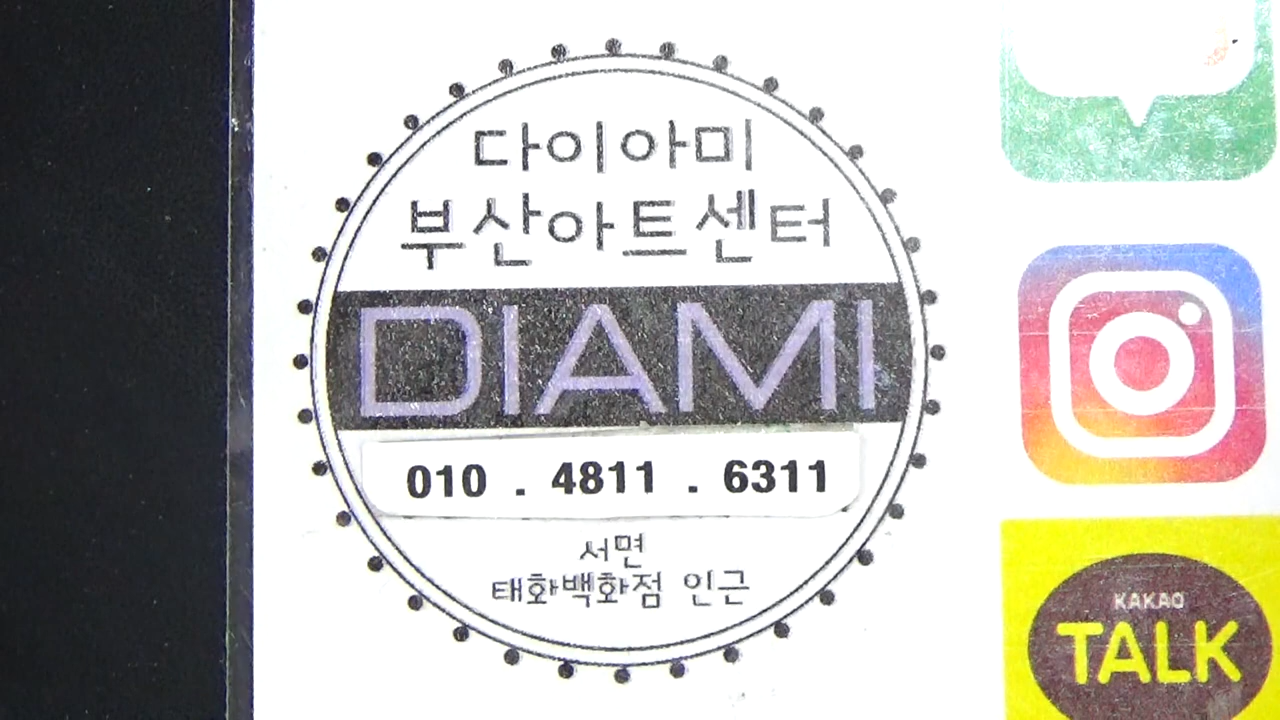 다이아미
부산아트센터
DIAMI
010 . 4811 . 6311
서면
태화백화점 인근
KAKAO
TALK